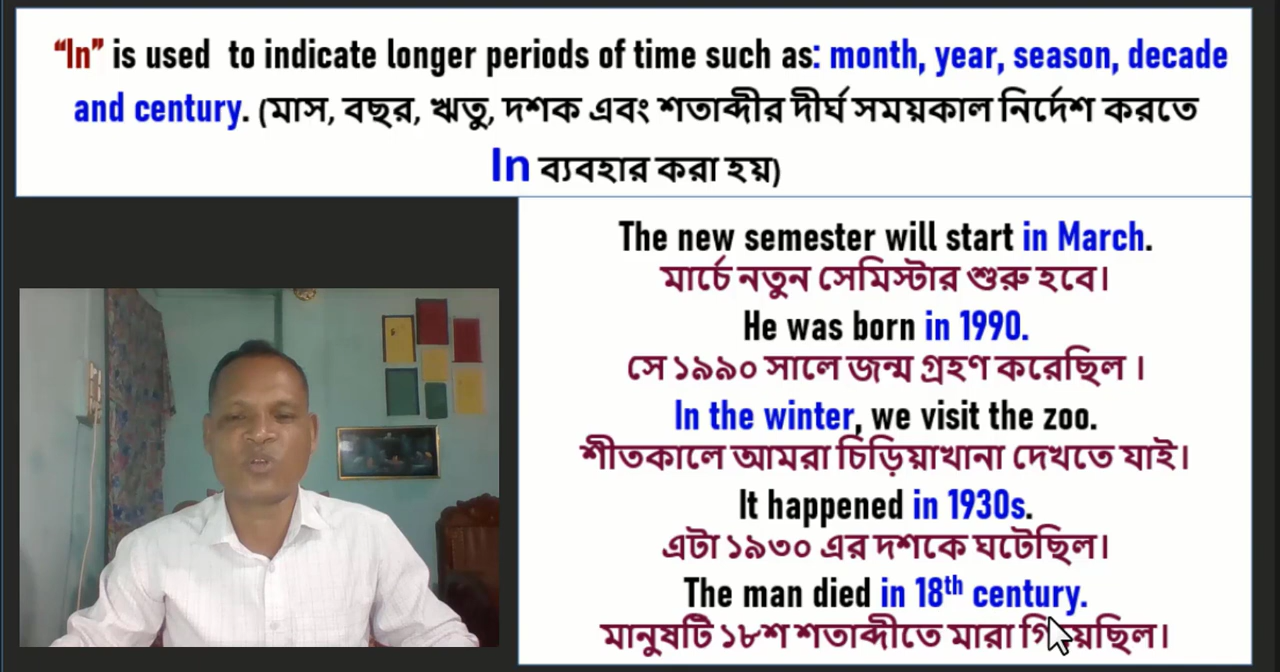 “In” is used to indicate longer periods of time such as: month, year, season, decade
and century. (মাস, বছর, ঋতু, দশক এবং শতাব্দীর দীর্ঘ সময়কাল নির্দেশ করতে
In ব্যবহার করা হয়)
The new semester will start in March.
মার্চে নতুন সেমিস্টার শুরু হবে।
He was born in 1990.
সে ১৯৯০ সালে জন্ম গ্রহণ করেছিল ।
In the winter, we visit the zoo.
শীতকালে আমরা চিড়িয়াখানা দেখতে যাই।
It happened in 1930s.
এটা ১৯৩০ এর দশকে ঘটেছিল।
The man died in 18th century.
মানুষটি ১৮শ শতাব্দীতে মারা